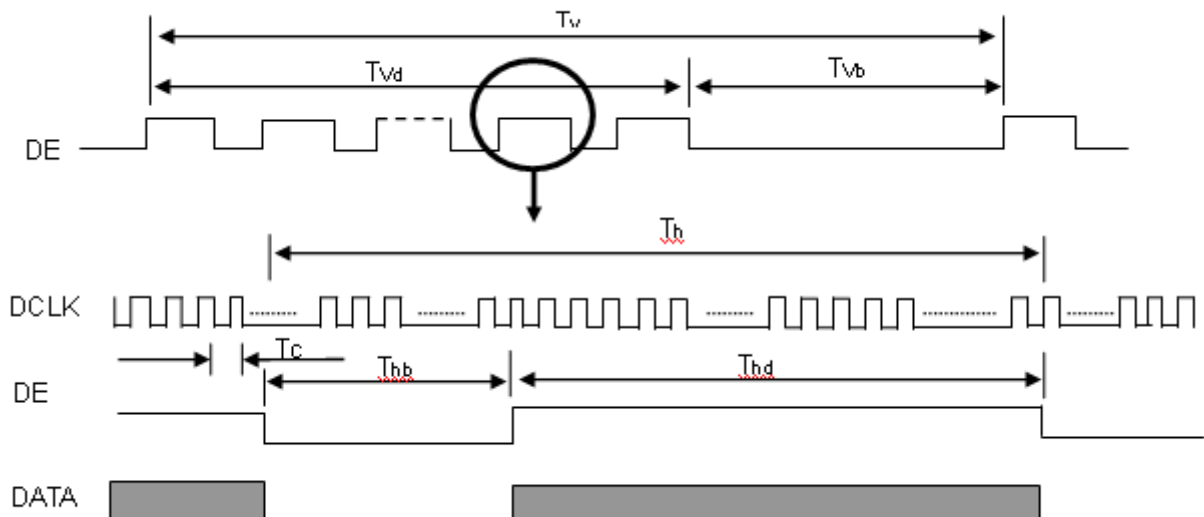 Tv
Tvd
Tvb
DE
Th
DCLK
Tc
Thb
Thd
DE
DATA